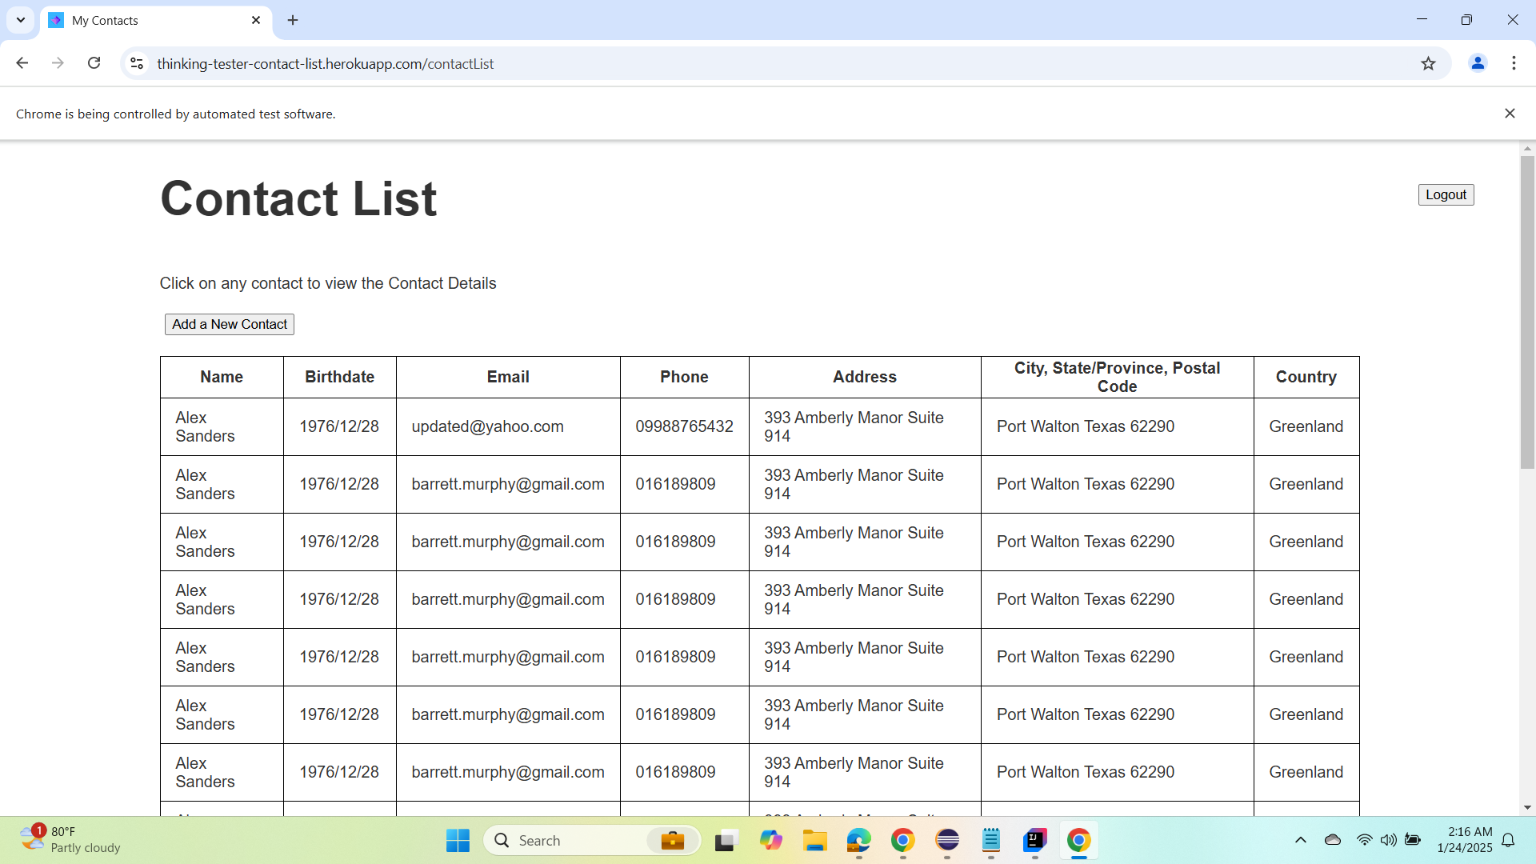 My Contacts
thinking-tester-contact-list.herokuapp.com/contactList
Chrome is being controlled by automated test software.
Contact List
Logout
Click on any contact to view the Contact Details
Add a New Contact
Name Birthdate Email Phone Address City, State/Province, Postal Code Country
Alex Sanders 1976/12/28 updated@yahoo.com 09988765432 393 Amberly Manor Suite 914 Port Walton Texas 62290 Greenland
Alex Sanders 1976/12/28 barrett.murphy@gmail.com 016189809 393 Amberly Manor Suite 914 Port Walton Texas 62290 Greenland
Alex Sanders 1976/12/28 barrett.murphy@gmail.com 016189809 393 Amberly Manor Suite 914 Port Walton Texas 62290 Greenland
Alex Sanders 1976/12/28 barrett.murphy@gmail.com 016189809 393 Amberly Manor Suite 914 Port Walton Texas 62290 Greenland
Alex Sanders 1976/12/28 barrett.murphy@gmail.com 016189809 393 Amberly Manor Suite 914 Port Walton Texas 62290 Greenland
Alex Sanders 1976/12/28 barrett.murphy@gmail.com 016189809 393 Amberly Manor Suite 914 Port Walton Texas 62290 Greenland
Alex Sanders 1976/12/28 barrett.murphy@gmail.com 016189809 393 Amberly Manor Suite 914 Port Walton Texas 62290 Greenland
1
80°F
Partly cloudy
Search
2:16 AM
1/24/2025